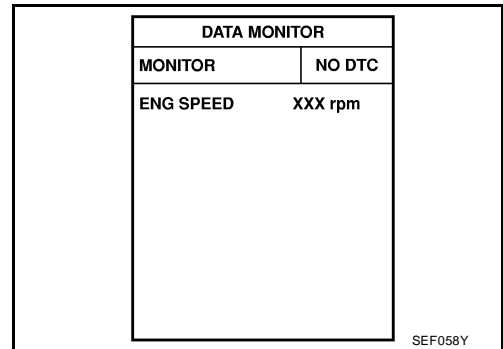 DATA MONITOR
MONITOR NO DTC
ENG SPEED XXX rpm
SEF058Y